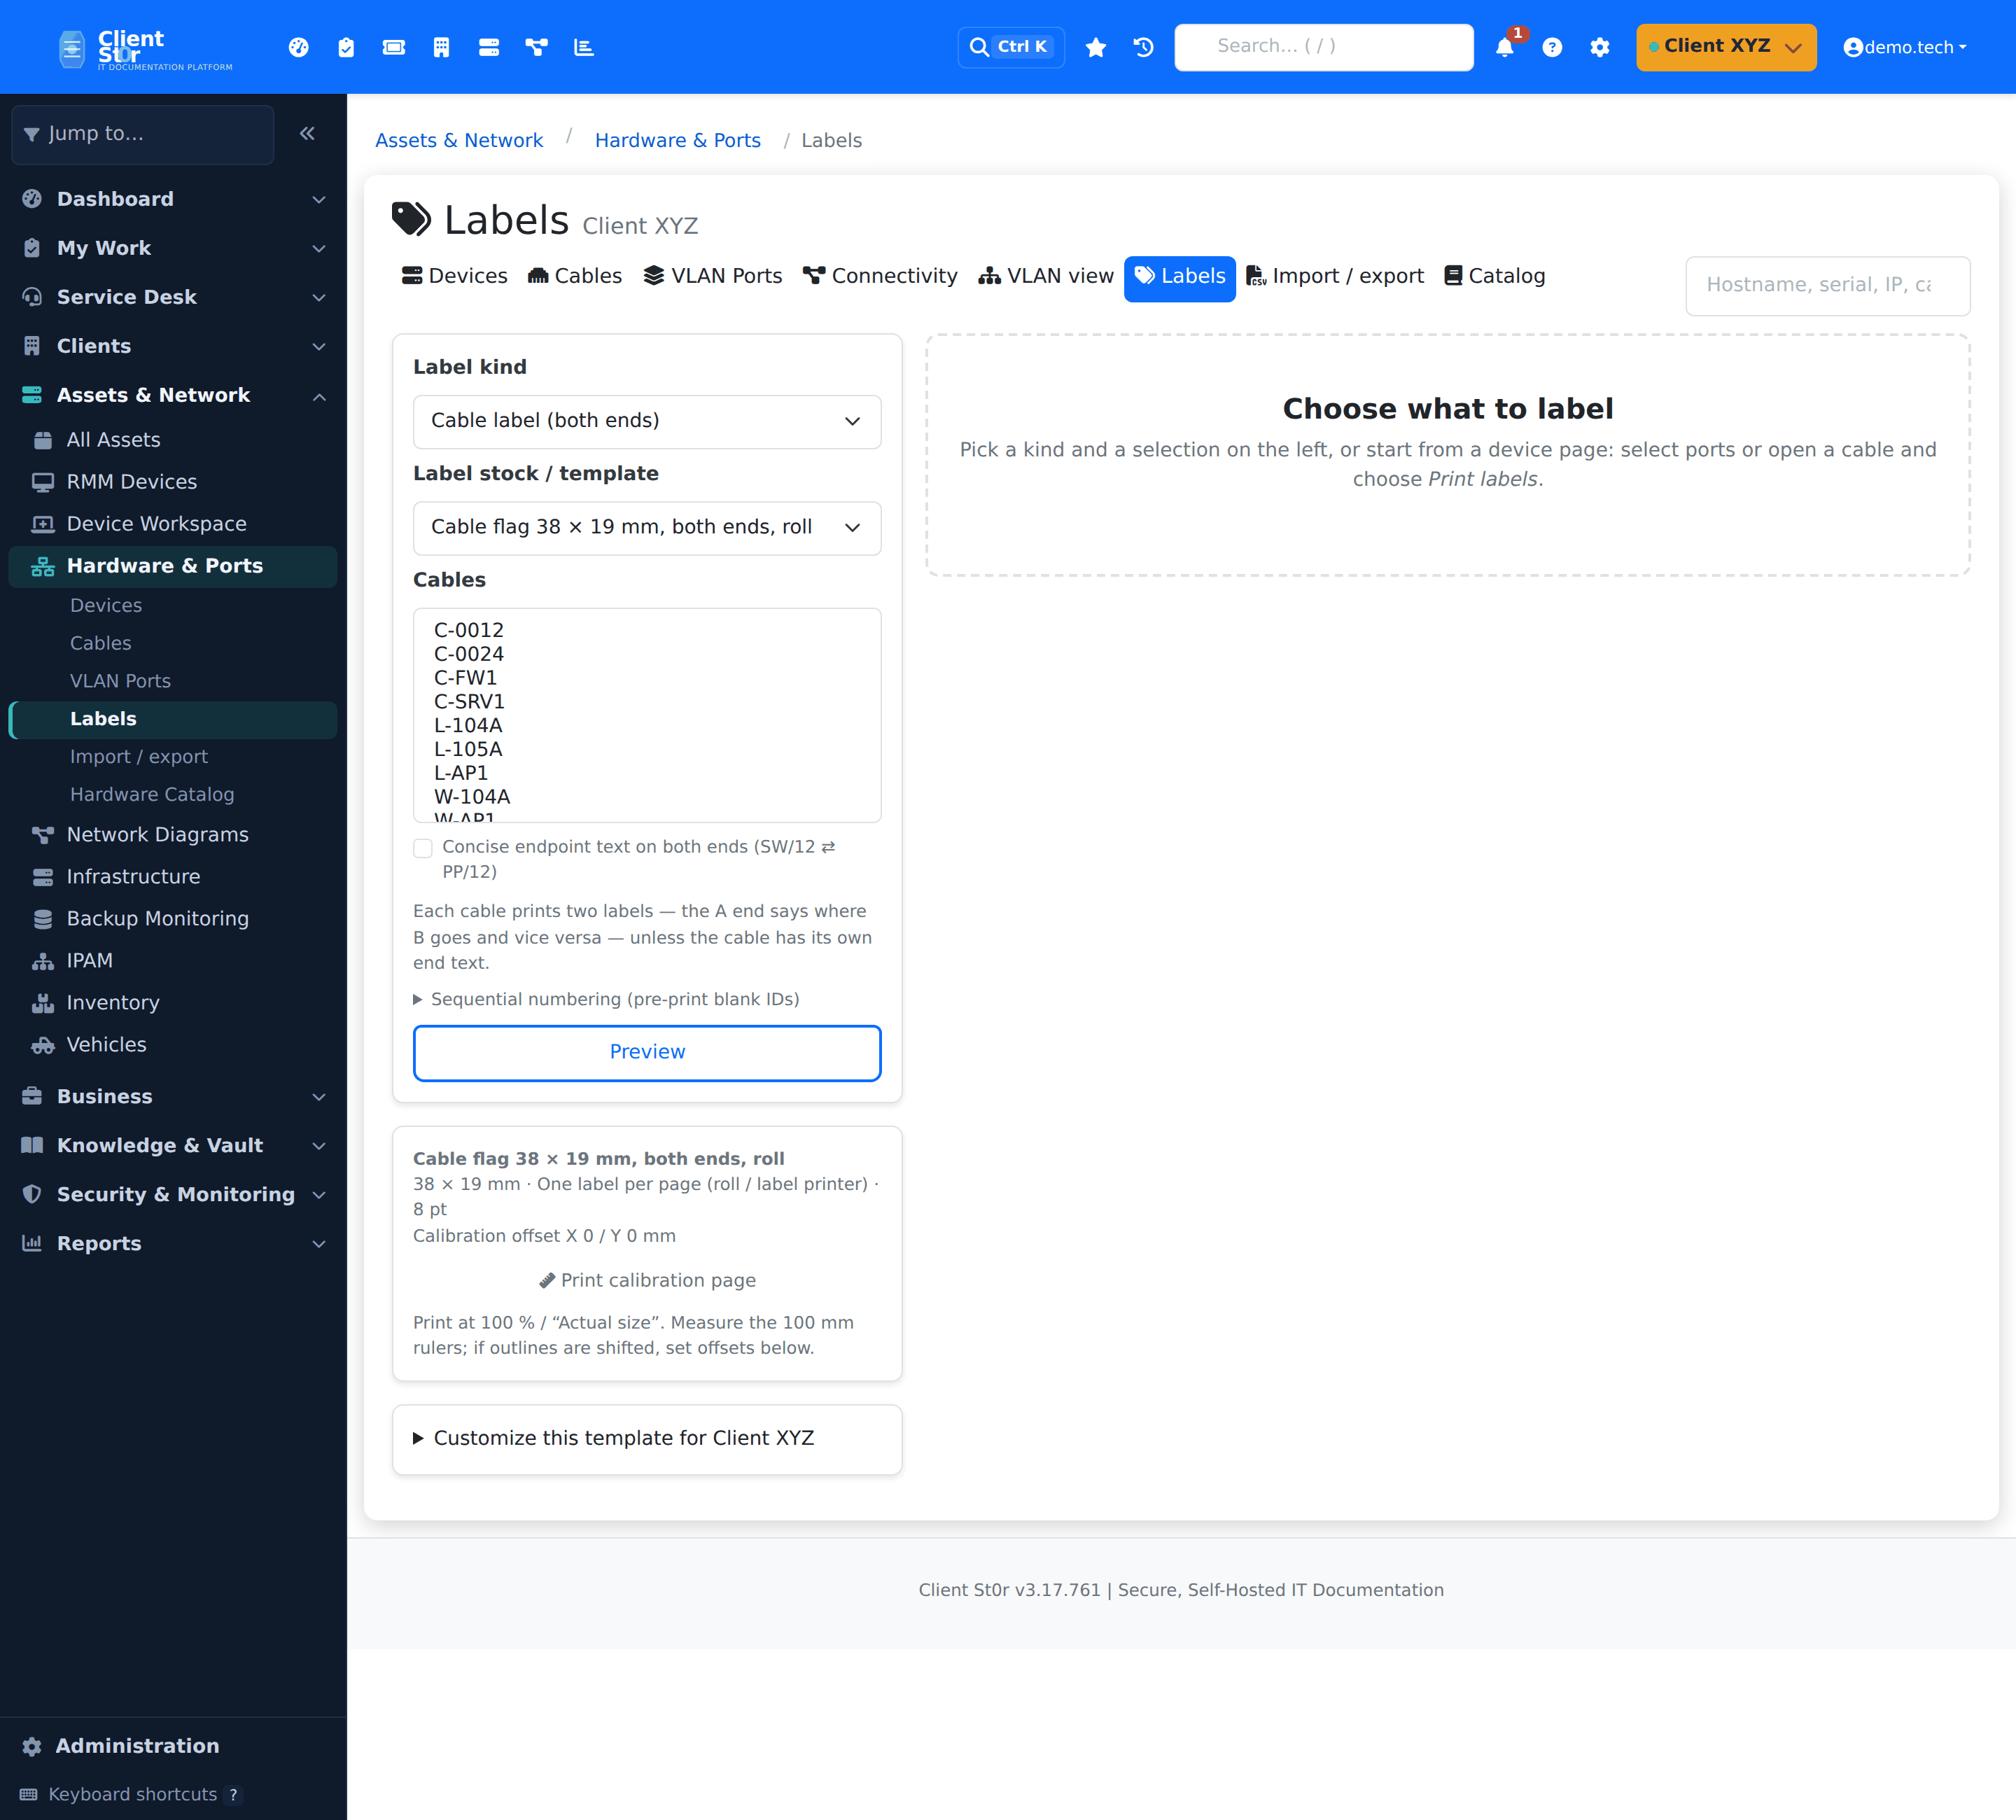 Client
St0r
IT DOCUMENTATION PLATFORM
Ctrl K
Search... ( / )
1
Client XYZ
demo.tech
Jump to...
Dashboard
My Work
Service Desk
Clients
Assets & Network
All Assets
RMM Devices
Device Workspace
Hardware & Ports
Devices
Cables
VLAN Ports
Labels
Import / export
Hardware Catalog
Network Diagrams
Infrastructure
Backup Monitoring
IPAM
Inventory
Vehicles
Business
Knowledge & Vault
Security & Monitoring
Reports
Administration
Keyboard shortcuts ?
Assets & Network / Hardware & Ports / Labels
Labels Client XYZ
Devices Cables VLAN Ports Connectivity VLAN view Labels Import / export Catalog
Hostname, serial, IP, ca
Label kind
Cable label (both ends)
Label stock / template
Cable flag 38 × 19 mm, both ends, roll
Cables
C-0012
C-0024
C-FW1
C-SRV1
L-104A
L-105A
L-AP1
W-104A
W-AP1
Concise endpoint text on both ends (SW/12 ⇄
PP/12)
Each cable prints two labels — the A end says where
B goes and vice versa — unless the cable has its own
end text.
Sequential numbering (pre-print blank IDs)
Preview
Cable flag 38 × 19 mm, both ends, roll
38 × 19 mm · One label per page (roll / label printer) ·
8 pt
Calibration offset X 0 / Y 0 mm
Print calibration page
Print at 100 % / “Actual size”. Measure the 100 mm
rulers; if outlines are shifted, set offsets below.
Customize this template for Client XYZ
Choose what to label
Pick a kind and a selection on the left, or start from a device page: select ports or open a cable and
choose Print labels.
Client St0r v3.17.761 | Secure, Self-Hosted IT Documentation